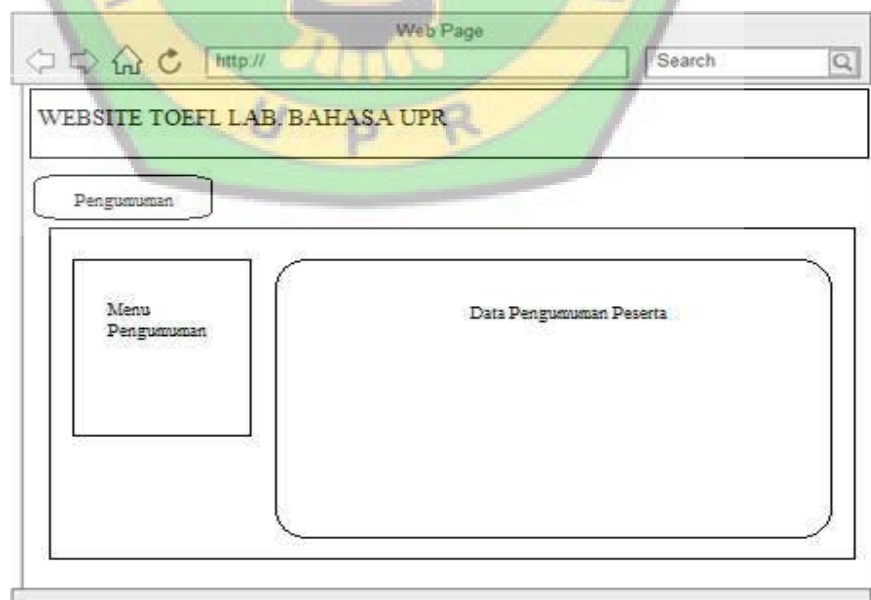 Web Page
http://
Search
WEBSITE TOEFL LAB. BAHASA UPR
U P R
Pengumuman
Menu
Pengumuman
Data Pengumuman Peserta